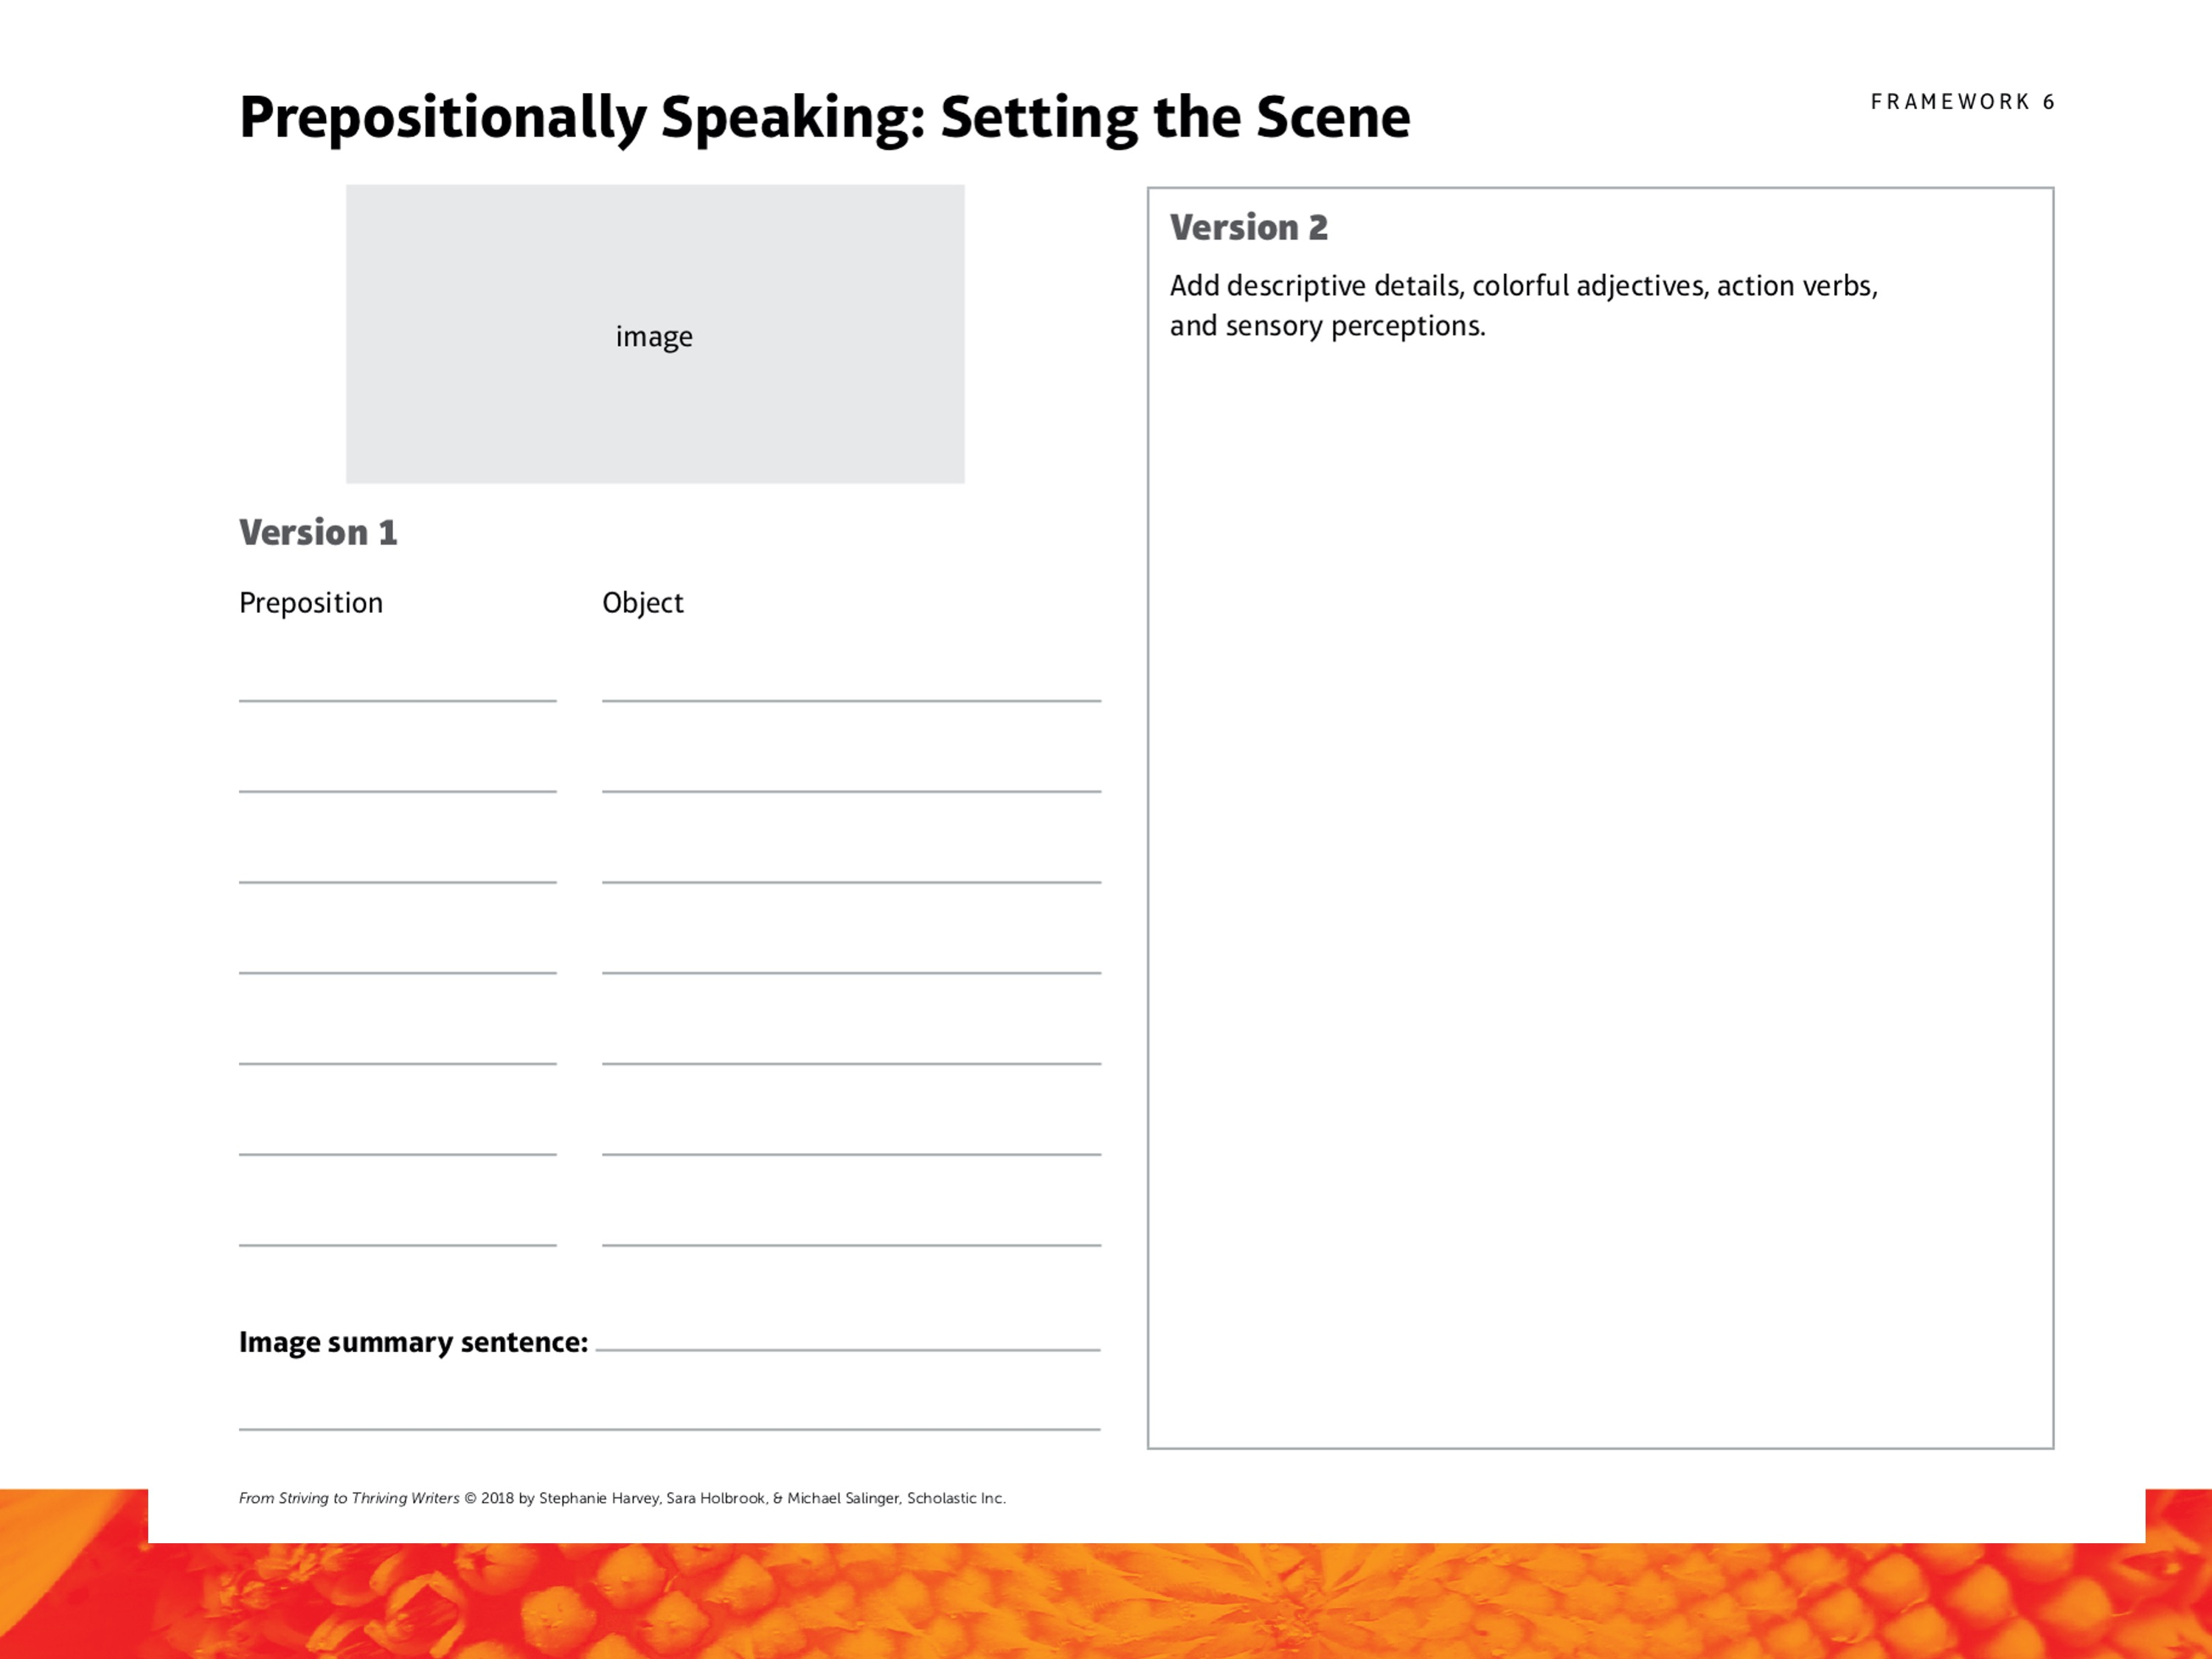 Prepositionally Speaking: Setting the Scene
FRAMEWORK 6
image
Version 1
Preposition
Object
Image summary sentence:
Version 2
Add descriptive details, colorful adjectives, action verbs,
and sensory perceptions.
From Striving to Thriving Writers © 2018 by Stephanie Harvey, Sara Holbrook, & Michael Salinger, Scholastic Inc.